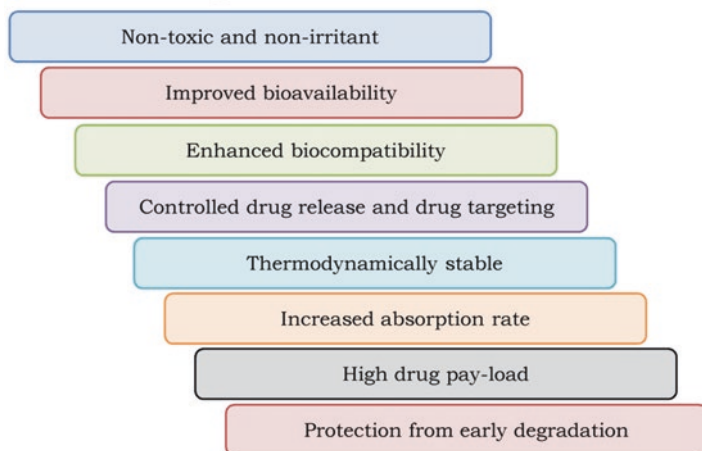 Non-toxic and non-irritant
Improved bioavailability
Enhanced biocompatibility
Controlled drug release and drug targeting
Thermodynamically stable
Increased absorption rate
High drug pay-load
Protection from early degradation